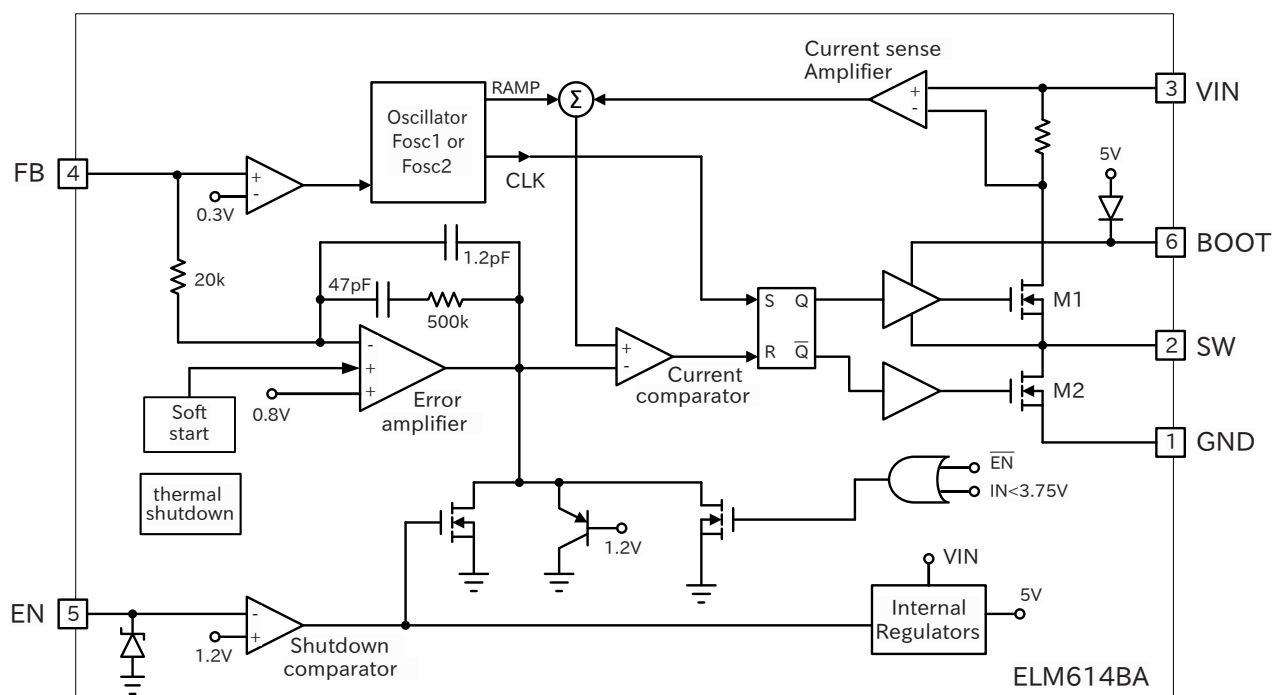 Current sense
Amplifier
+
-
3
VIN
RAMP
Σ
Oscillator
Fosc1 or
Fosc2
CLK
5V
FB
4
+
-
0.3V
6
BOOT
1.2pF
20k
47pF
500k
S
Q
R
Q̅
M1
-
+
+
+
-
2
SW
Current
comparator
Error
amplifier
0.8V
M2
Soft
start
1
GND
E̅N̅
IN<3.75V
thermal
shutdown
1.2V
VIN
EN
5
-
+
1.2V
Shutdown
comparator
Internal
Regulators
5V
ELM614BA